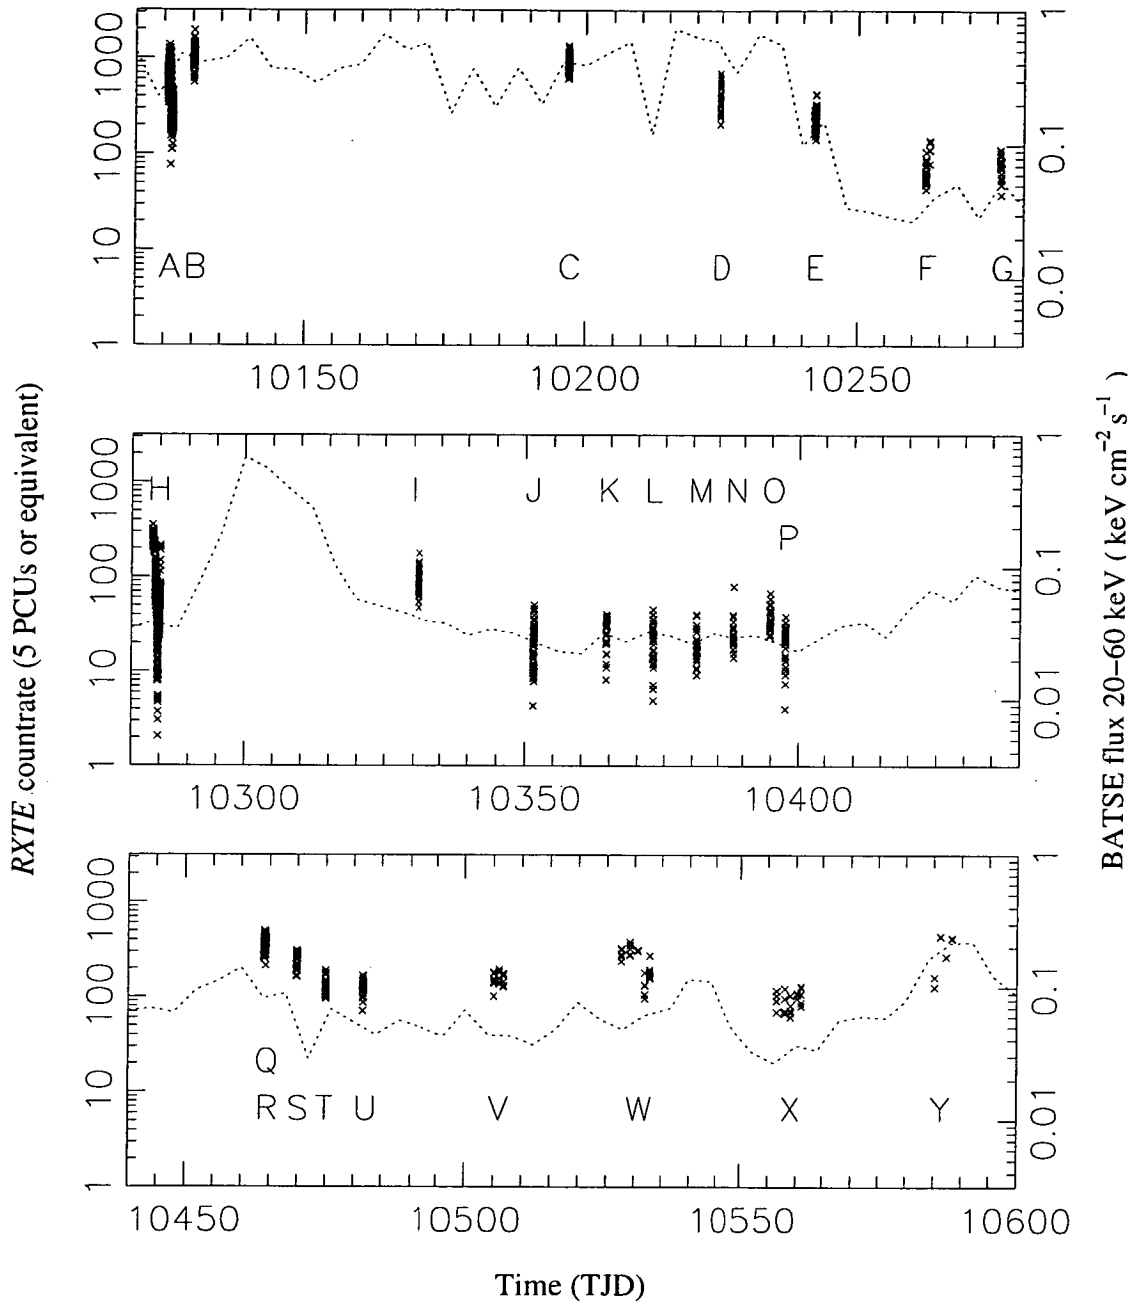 1000
100
10
1
1
0.1
0.01
A B C D E F G
10150 10200 10250
1000
100
10
1
1
0.1
0.01
H I J K L M N O
P
10300 10350 10400
1000
100
10
1
1
0.1
0.01
Q
R S T U V W X Y
10450 10500 10550 10600
RXTE countrate (5 PCUs or equivalent)
BATSE flux 20–60 keV ( keV cm⁻² s⁻¹ )
Time (TJD)